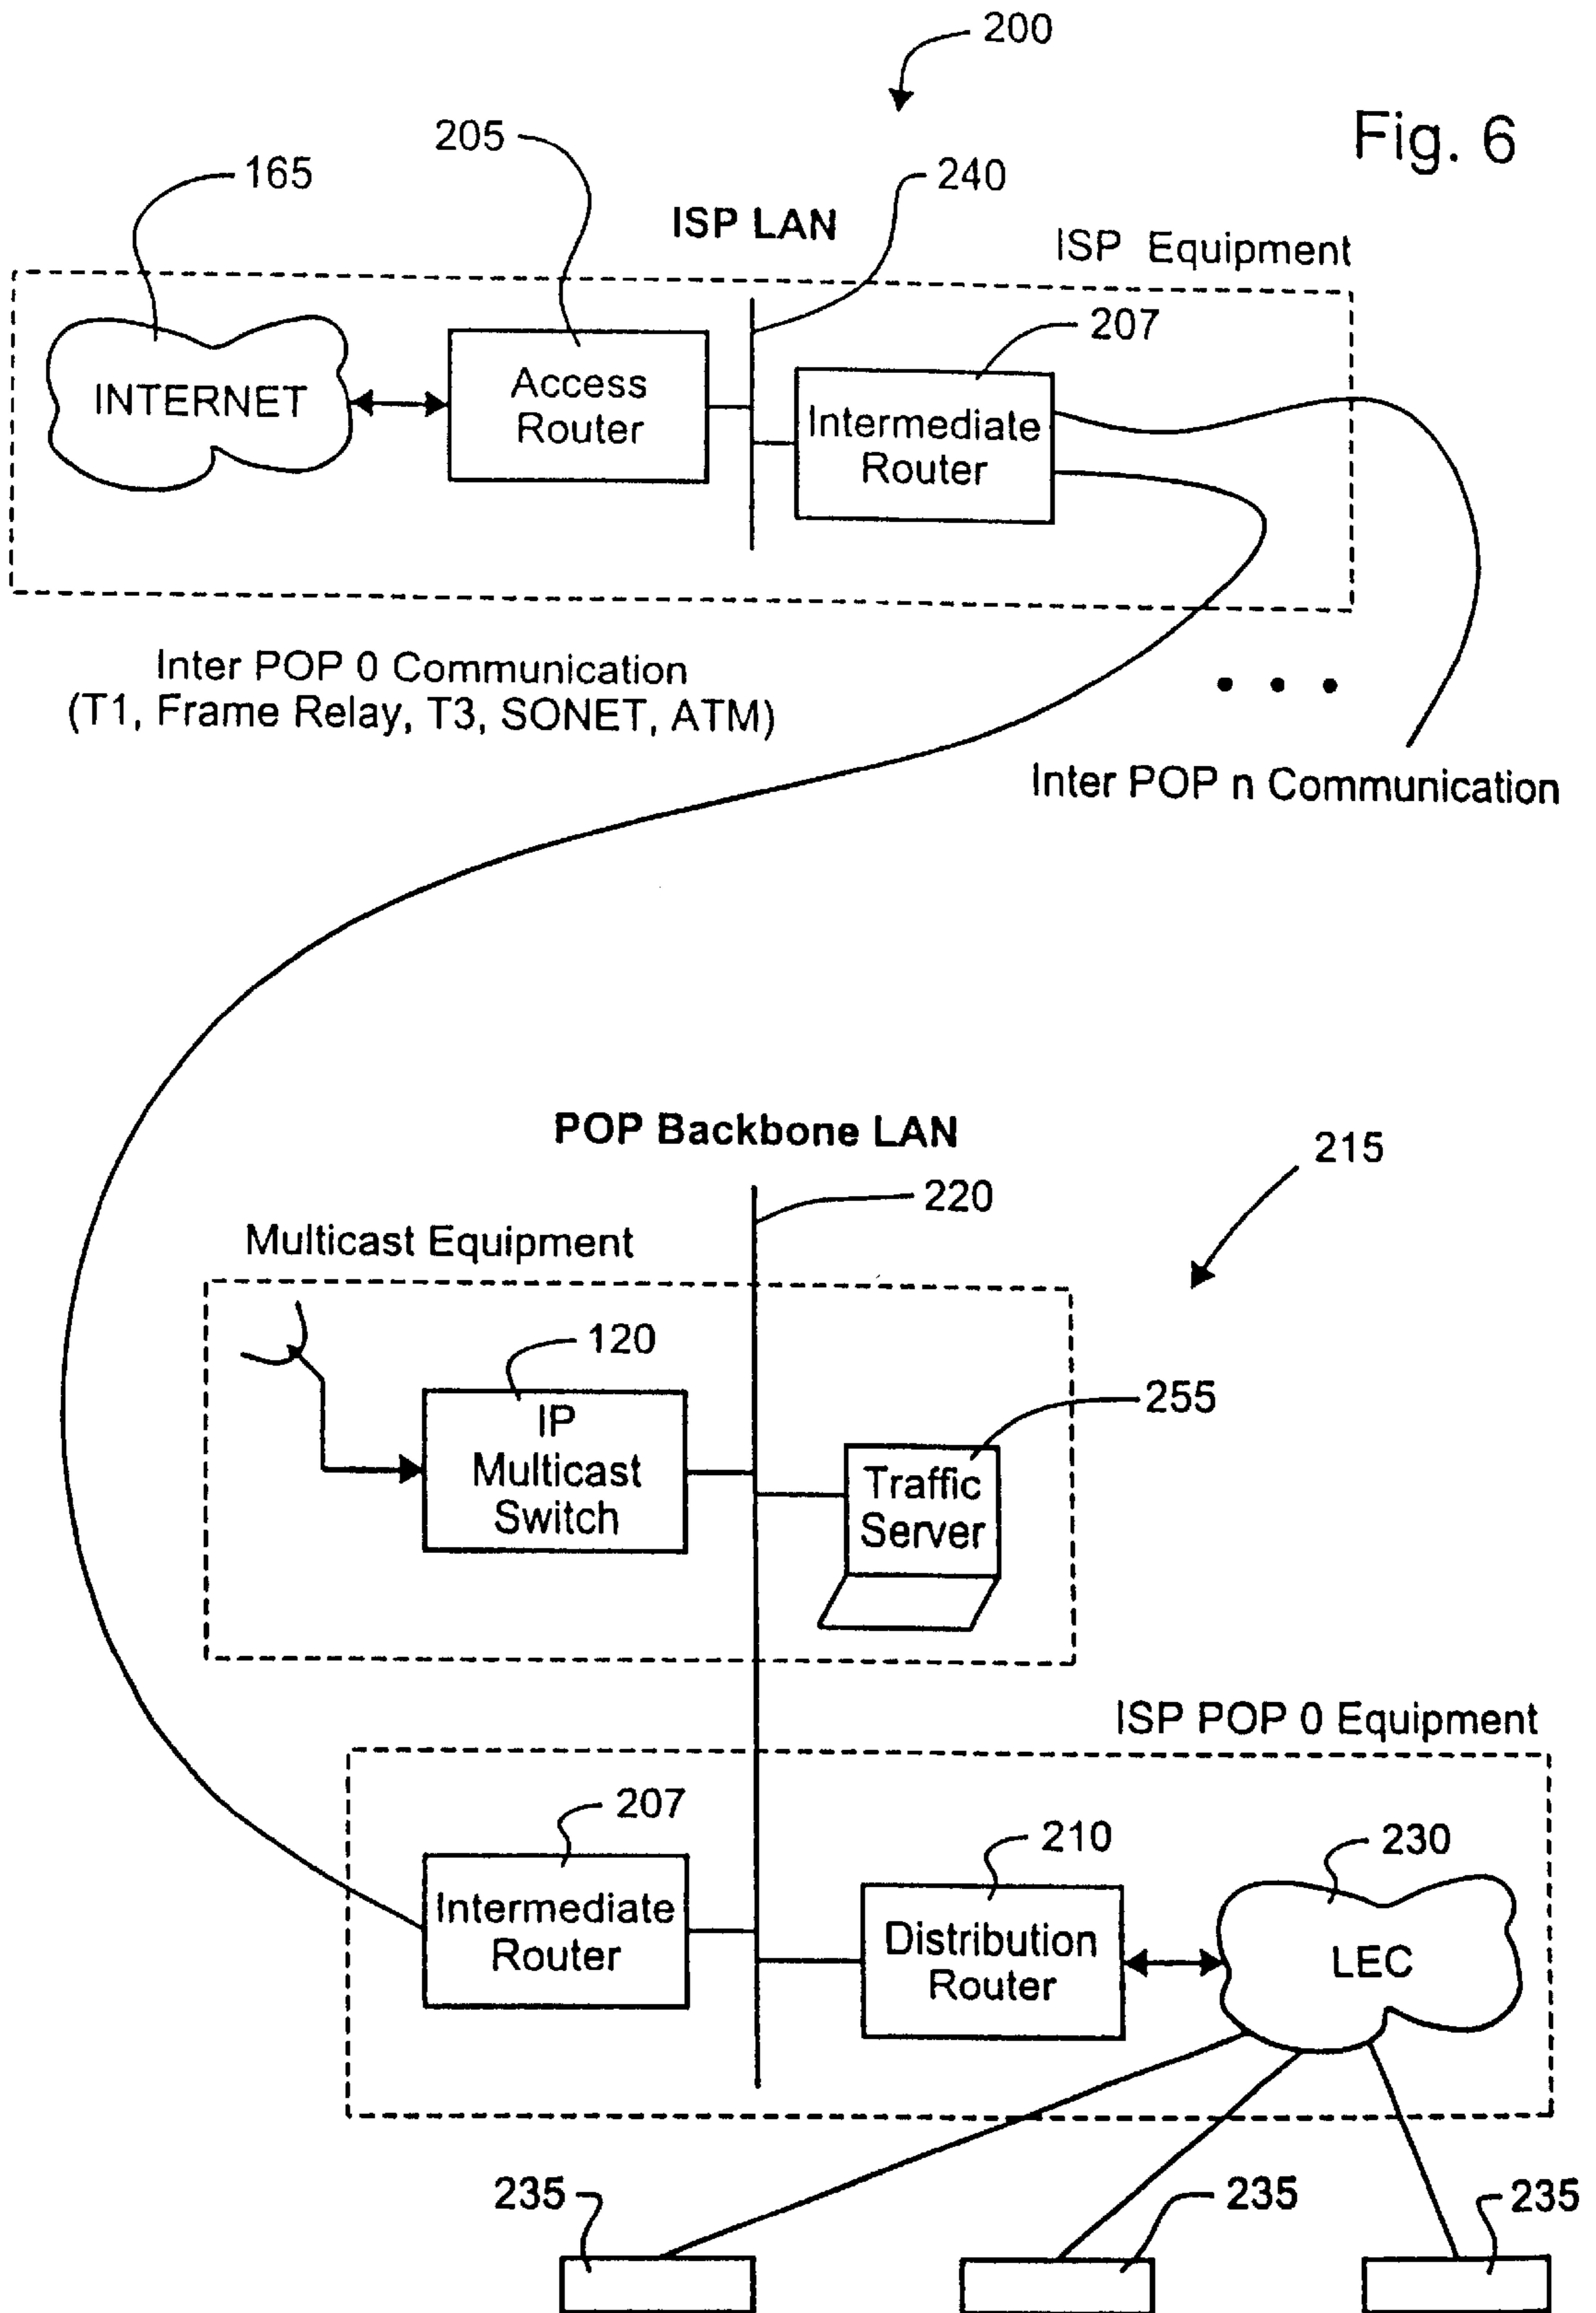 200
Fig. 6
205
165
240
ISP LAN
ISP Equipment
207
INTERNET
Access
Router
Intermediate
Router
Inter POP 0 Communication
(T1, Frame Relay, T3, SONET, ATM)
• • •
Inter POP n Communication
POP Backbone LAN
215
220
Multicast Equipment
120
255
IP
Multicast
Switch
Traffic
Server
ISP POP 0 Equipment
207
210
230
Intermediate
Router
Distribution
Router
LEC
235
235
235